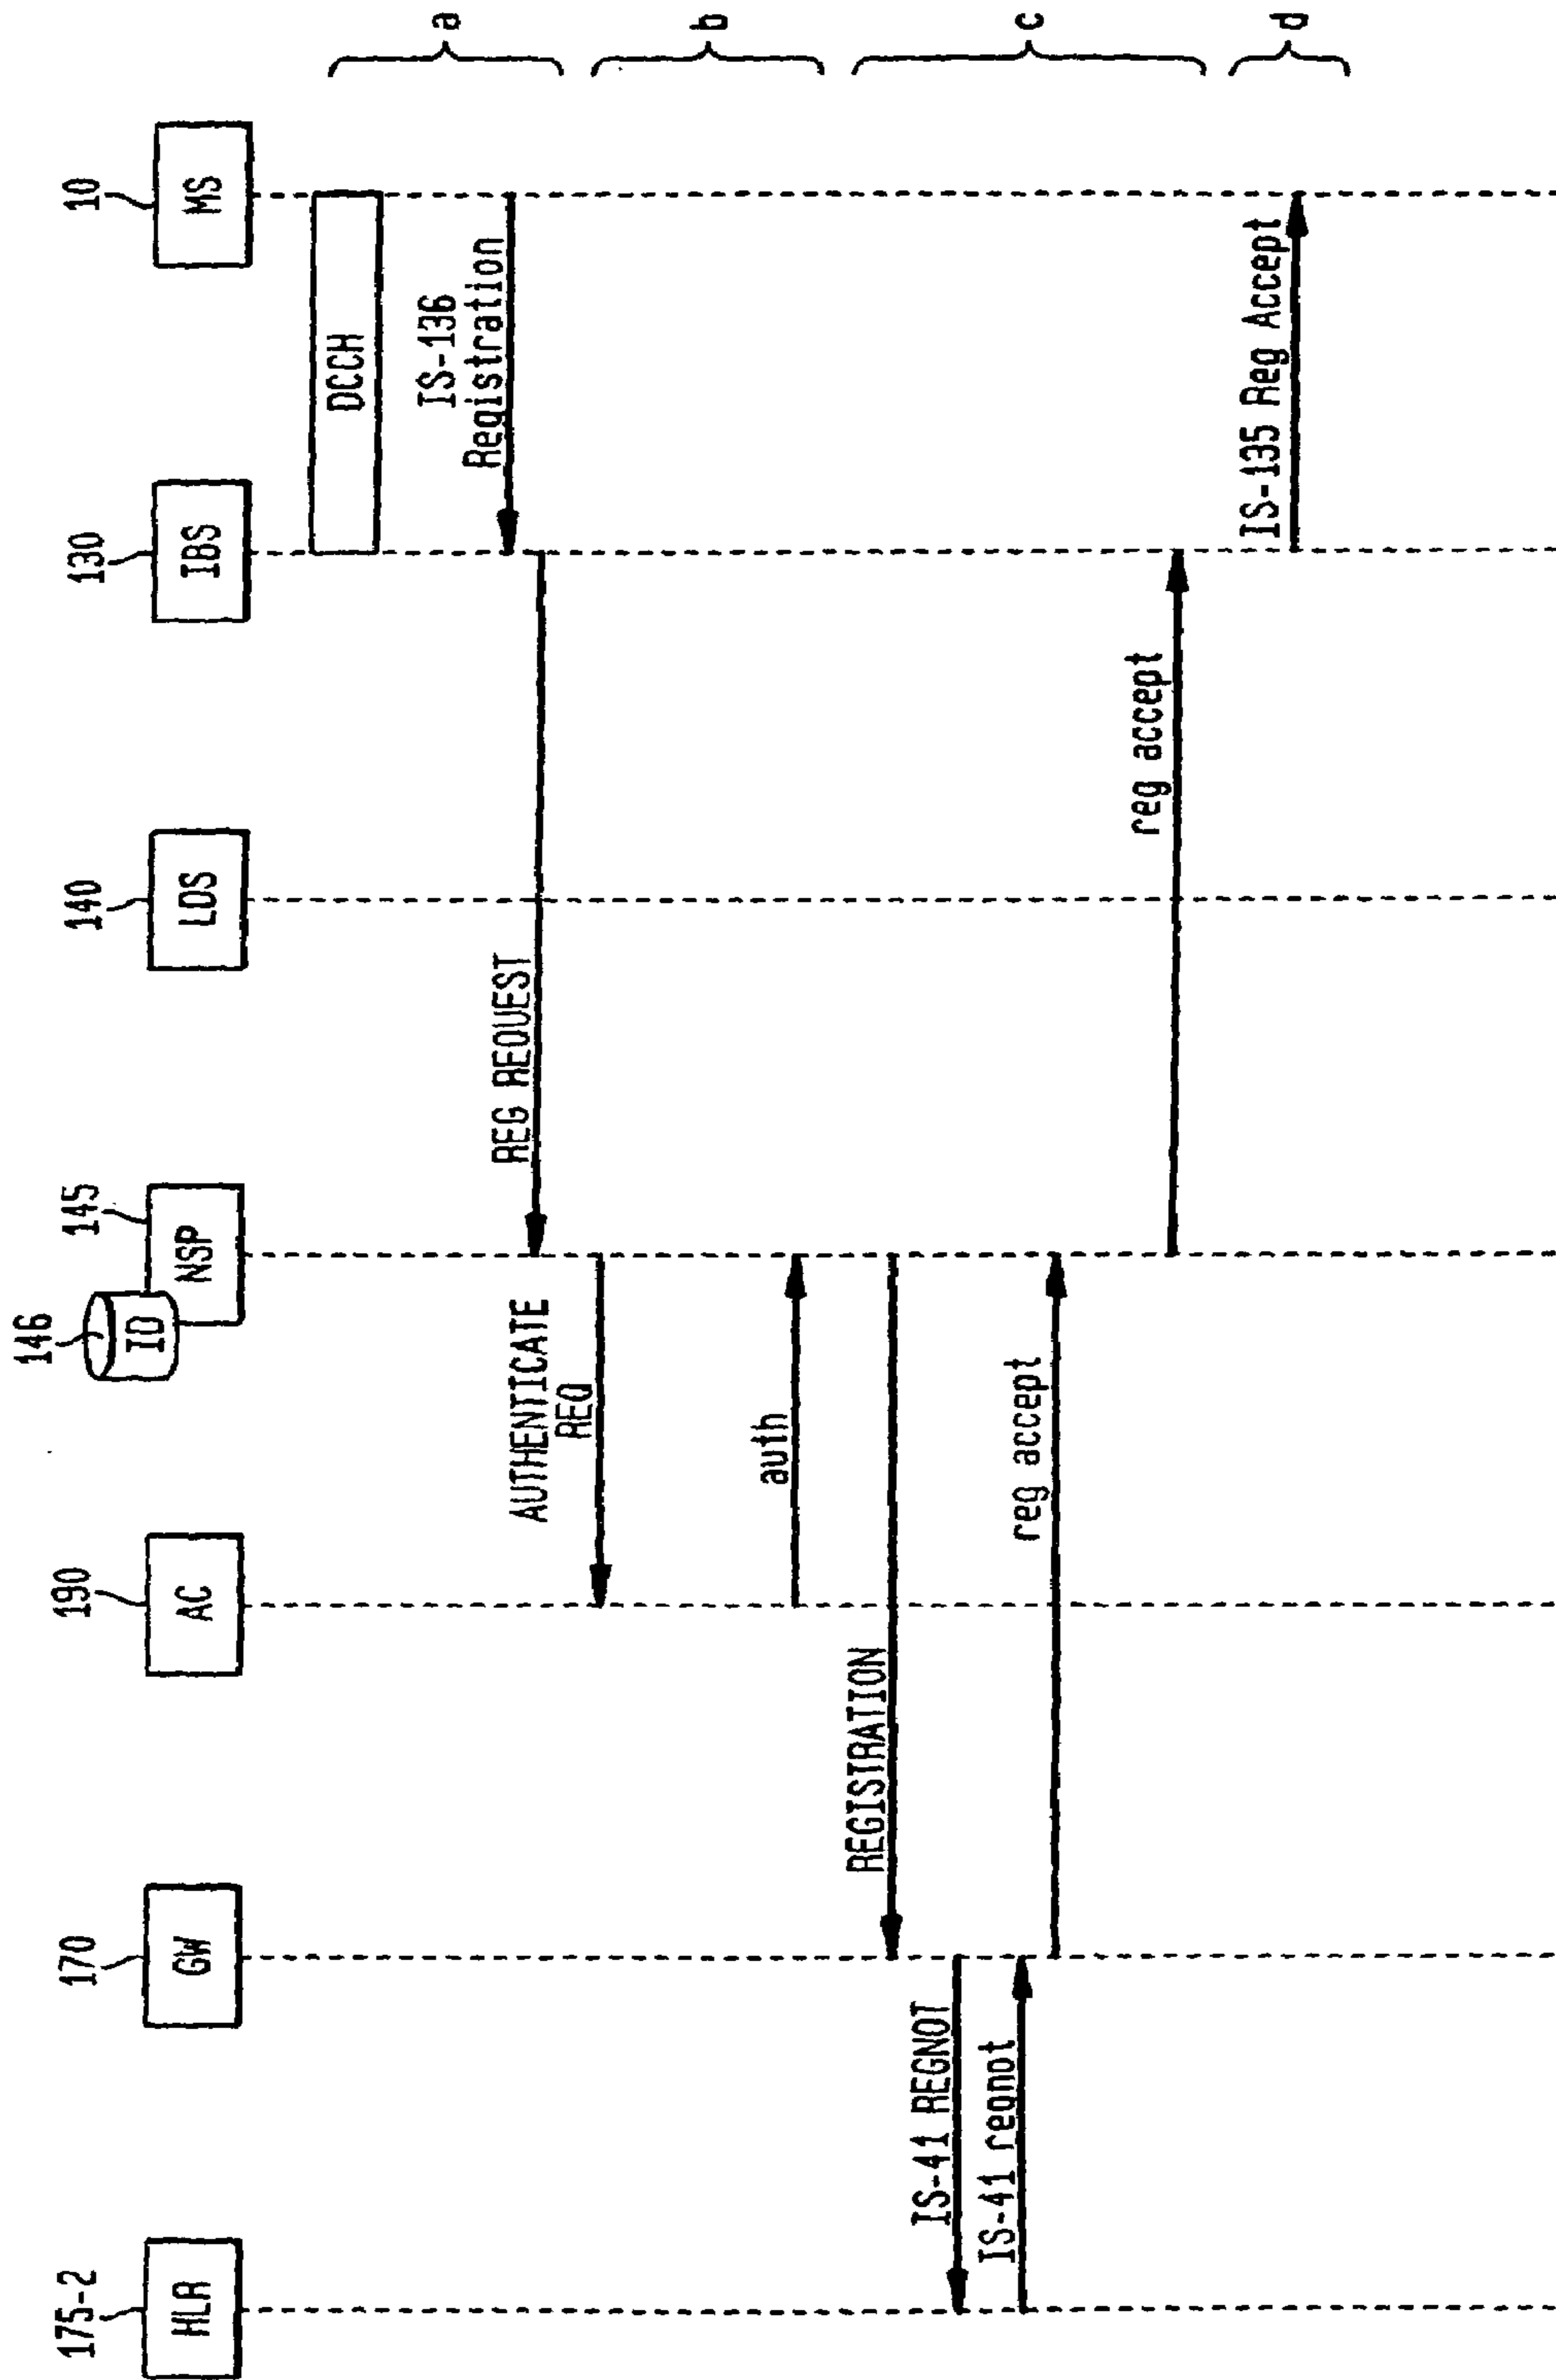 175-2
170
190
146
145
140
130
10
HLR
GW
AC
ID
NSP
LDS
IBS
MS
DCCH
a
IS-136
Registration
REG REQUEST
AUTHENTICATE
REQ
b
auth
REGISTRATION
c
IS-41 REGNOT
IS-41 regnot
reg accept
reg accept
IS-135 Reg Accept
d